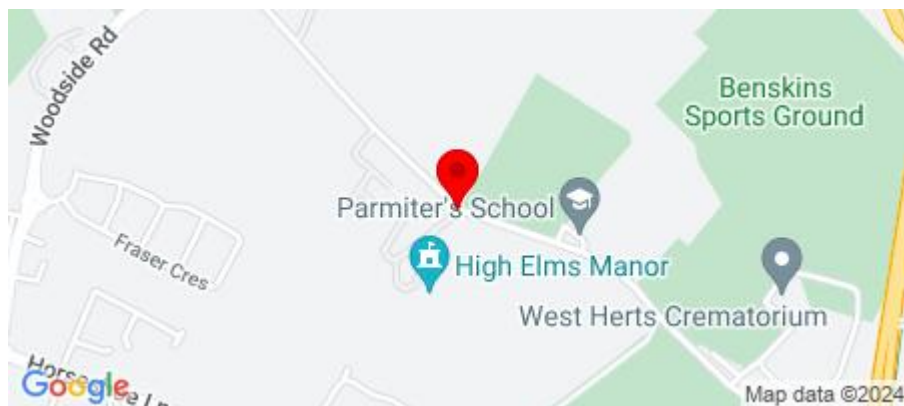 Woodside Rd
Benskins
Sports Ground
Parmiter's School
Fraser Cres
High Elms Manor
West Herts Crematorium
Google
Map data ©2024